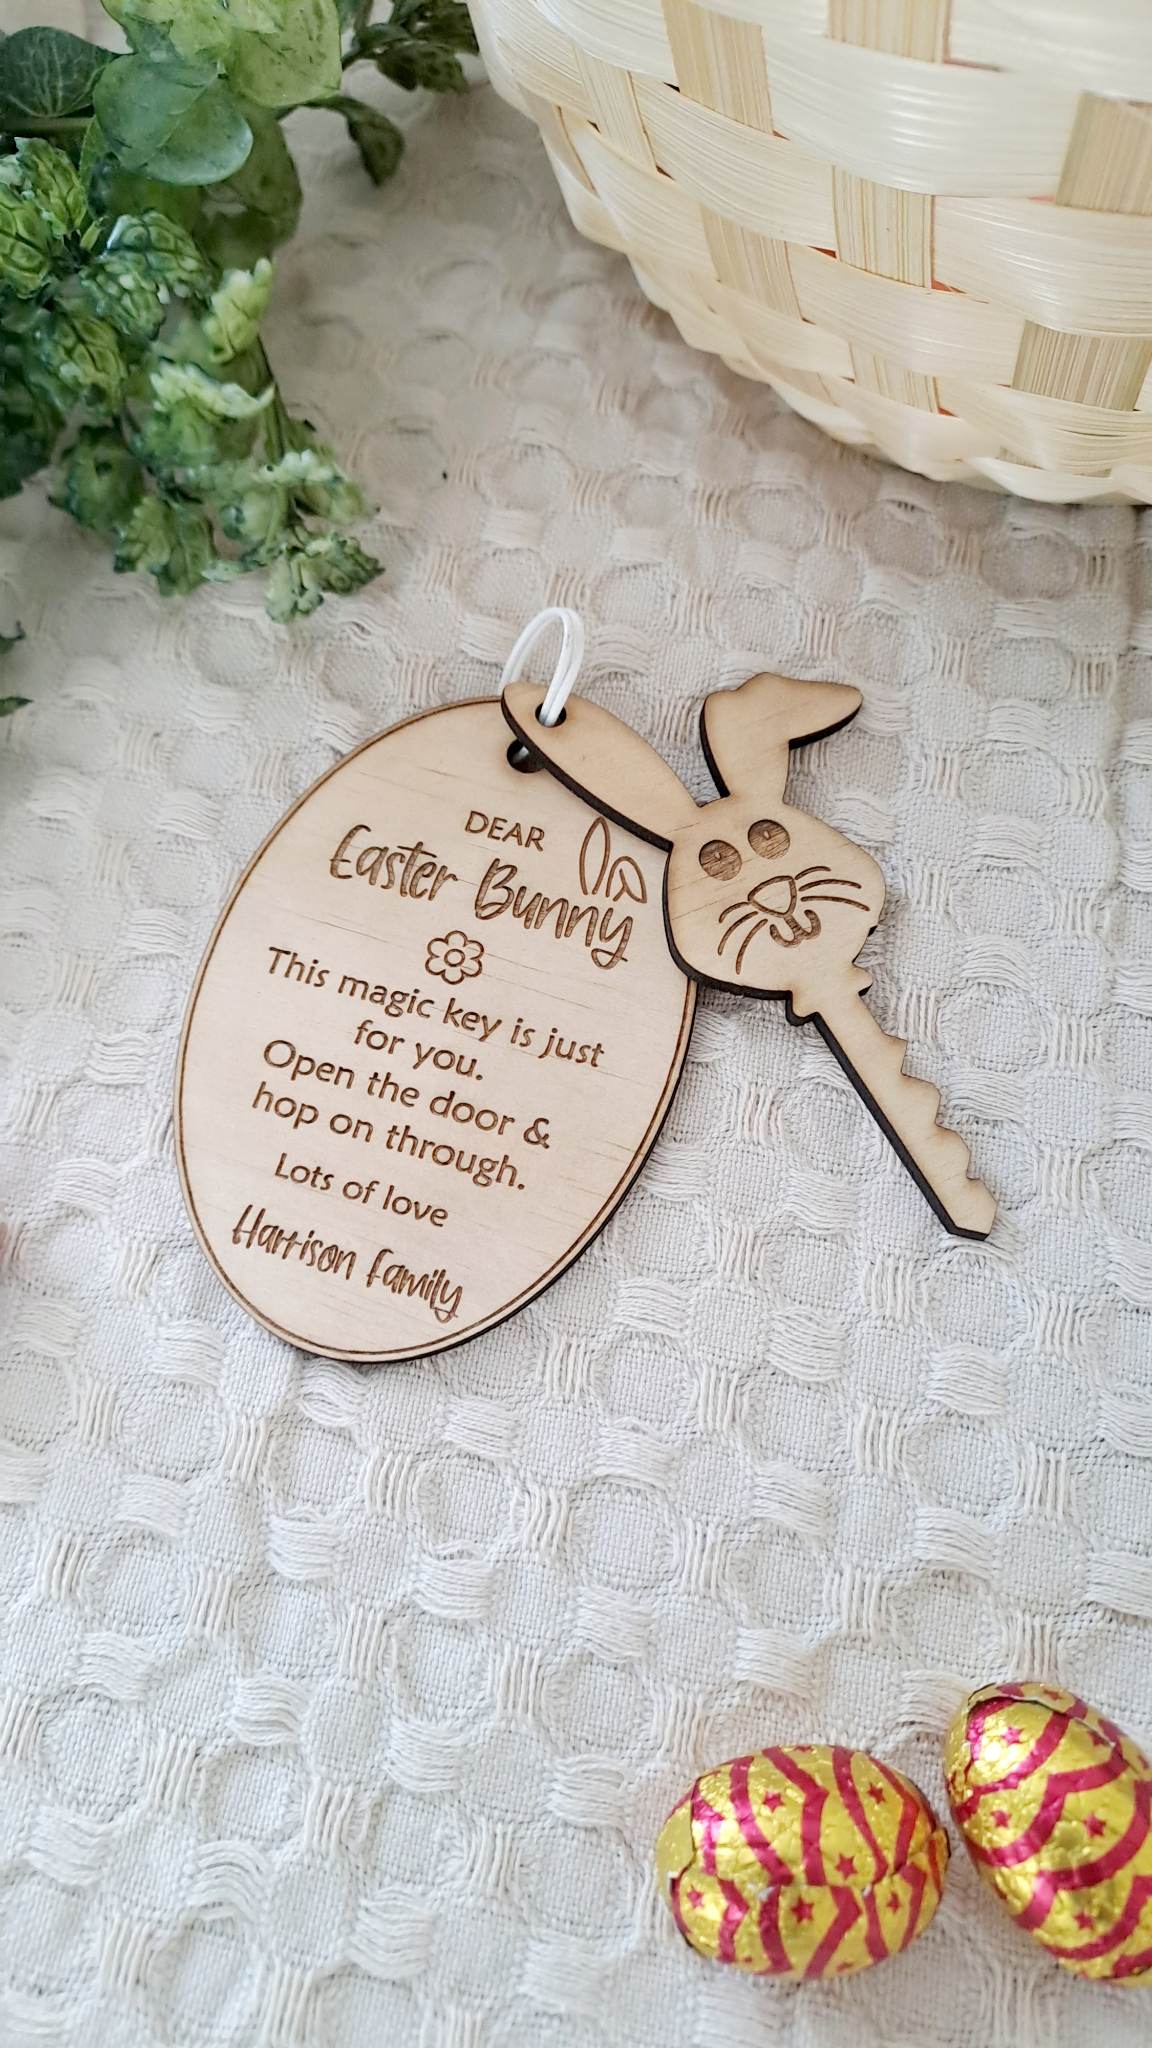 DEAR
Easter Bunny
This magic key is just
for you.
Open the door &
hop on through.
Lots of love
Harrison family